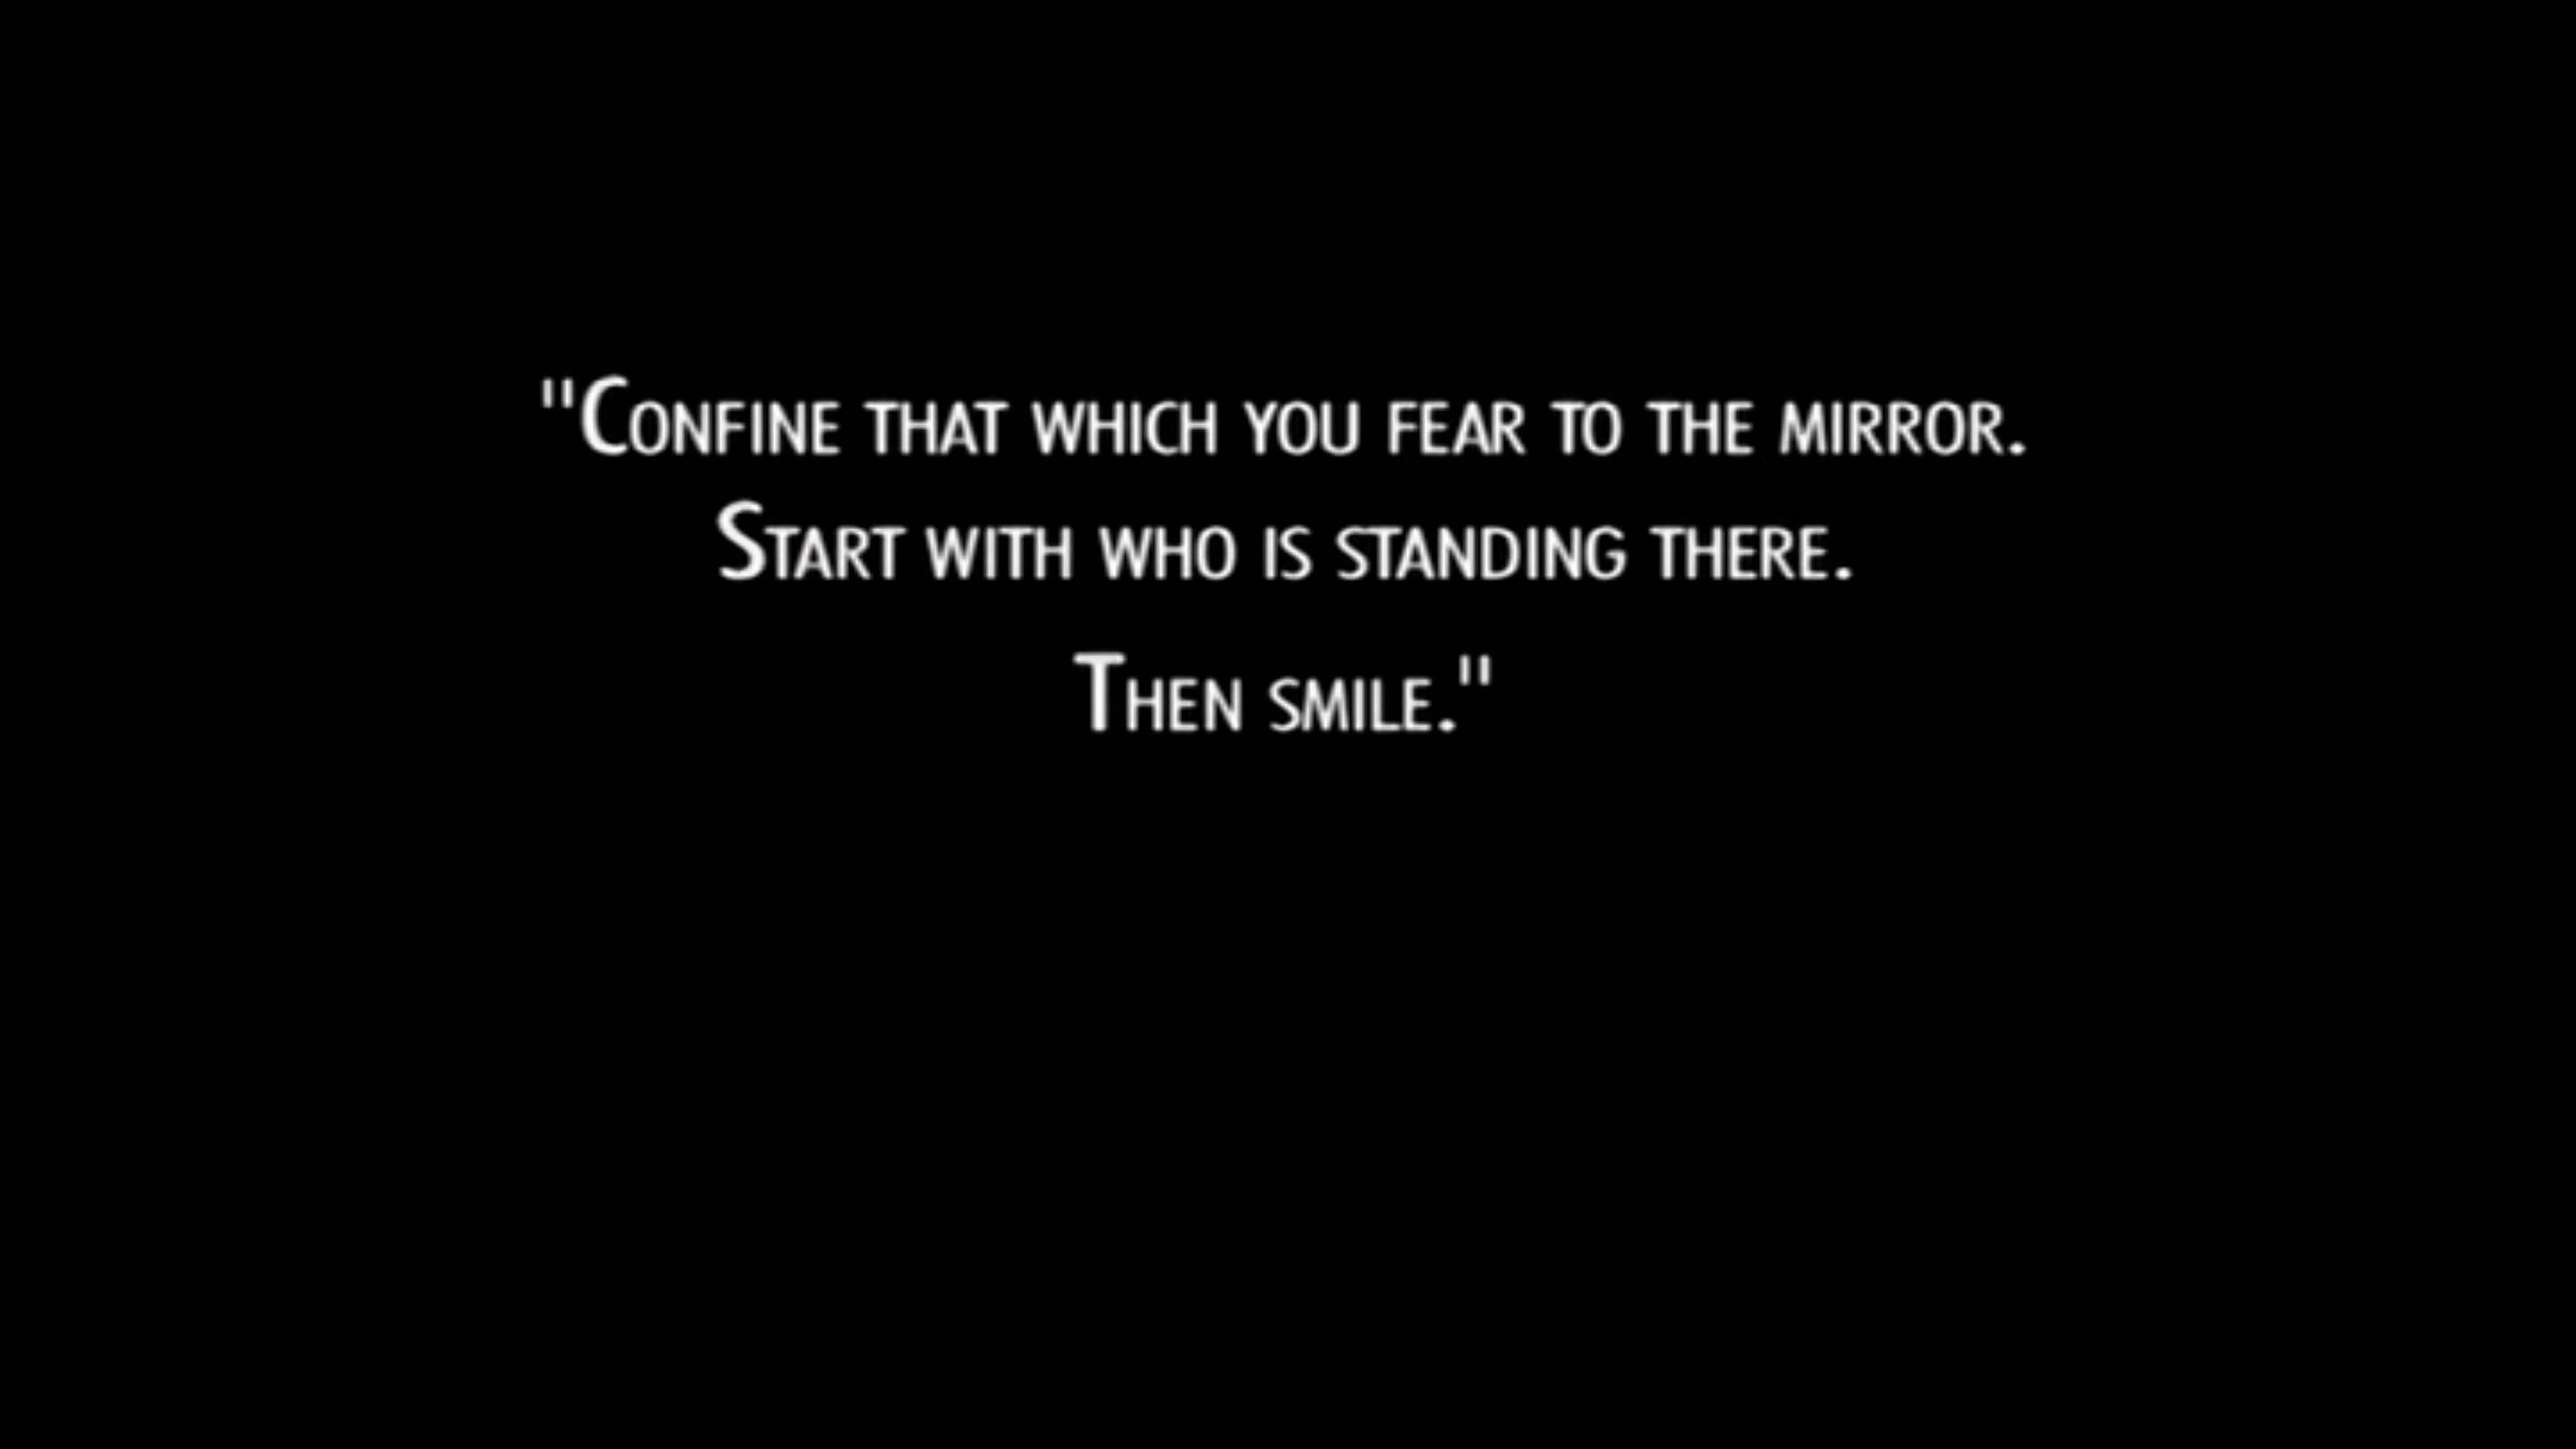 "Confine that which you fear to the mirror.
Start with who is standing there.
Then smile."